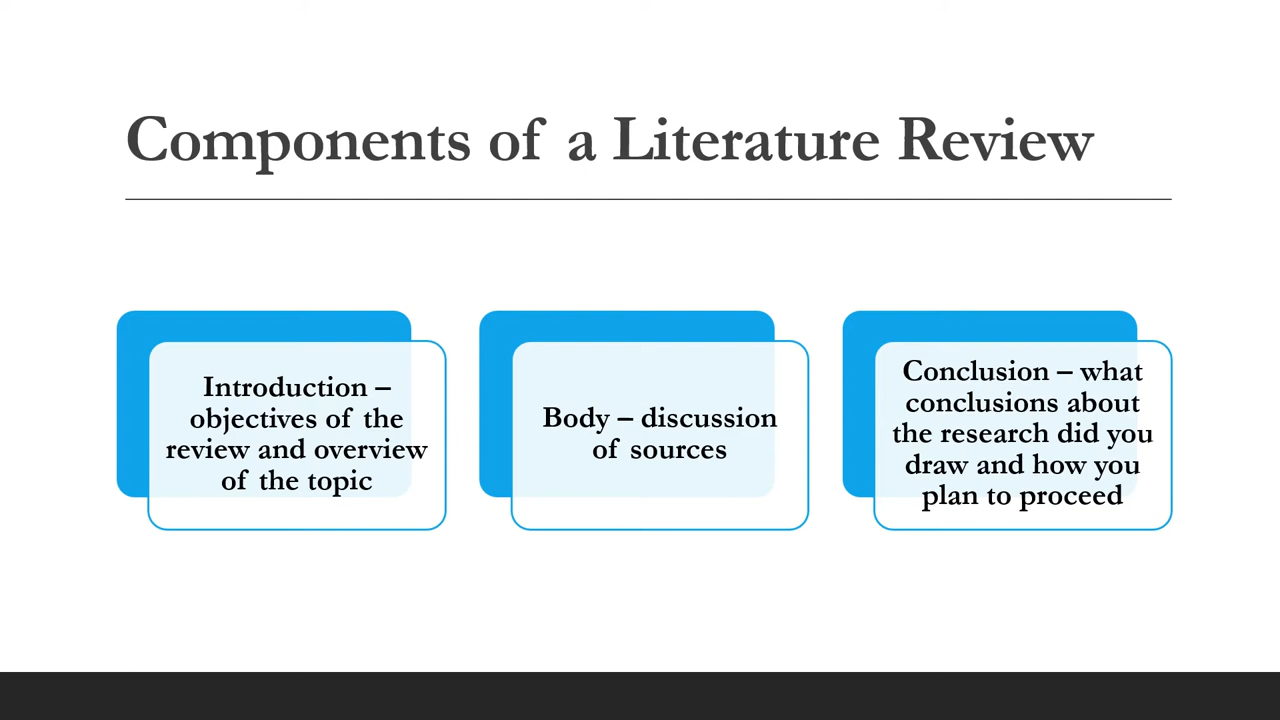 Components of a Literature Review
Introduction –
objectives of the
review and overview
of the topic
Body – discussion
of sources
Conclusion – what
conclusions about
the research did you
draw and how you
plan to proceed